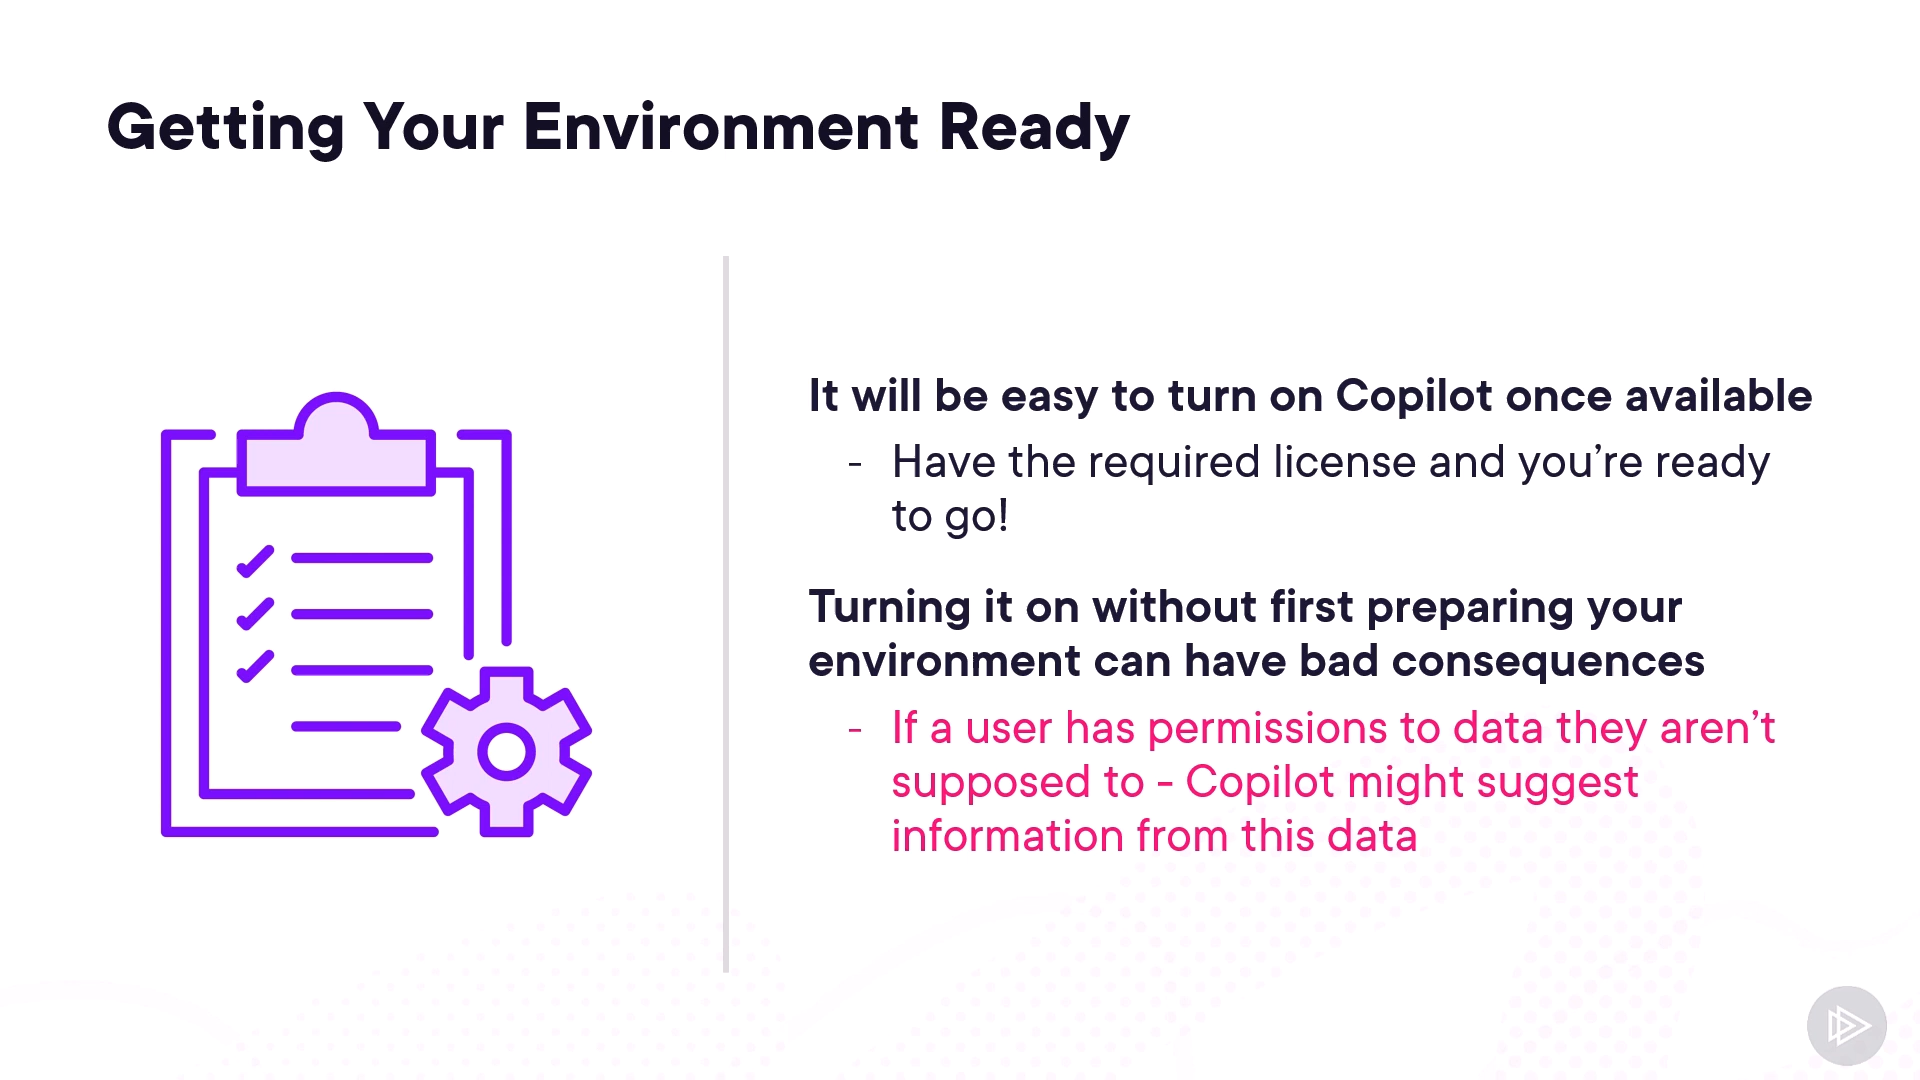 Getting Your Environment Ready
It will be easy to turn on Copilot once available
- Have the required license and you’re ready
to go!
Turning it on without first preparing your
environment can have bad consequences
- If a user has permissions to data they aren’t
supposed to - Copilot might suggest
information from this data